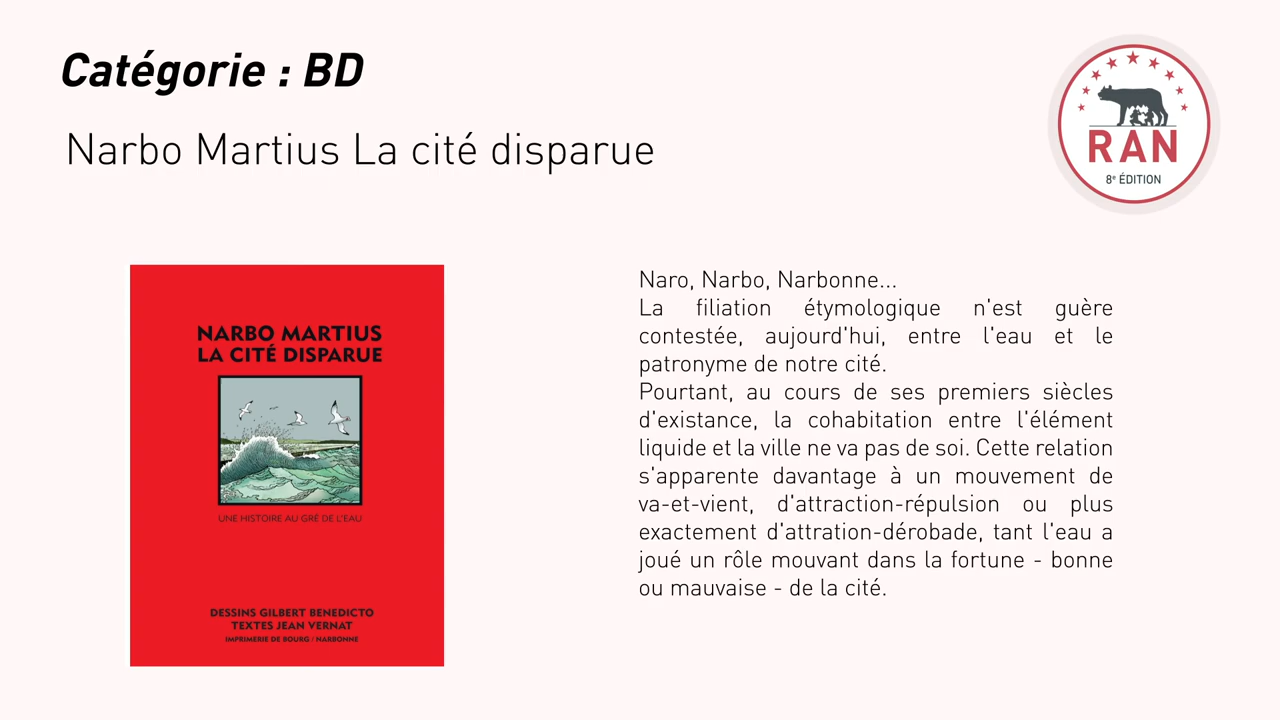 Catégorie : BD
Narbo Martius La cité disparue
RAN
8e ÉDITION
NARBO MARTIUS
LA CITÉ DISPARUE
UNE HISTOIRE AU GRÉ DE L'EAU
DESSINS GILBERT BENEDICTO
TEXTES JEAN VERNAT
IMPRIMERIE DE BOURG / NARBONNE
Naro, Narbo, Narbonne...
La filiation étymologique n'est guère
contestée, aujourd'hui, entre l'eau et le
patronyme de notre cité.
Pourtant, au cours de ses premiers siècles
d'existance, la cohabitation entre l'élément
liquide et la ville ne va pas de soi. Cette relation
s'apparente davantage à un mouvement de
va-et-vient, d'attraction-répulsion ou plus
exactement d'attration-dérobade, tant l'eau a
joué un rôle mouvant dans la fortune - bonne
ou mauvaise - de la cité.